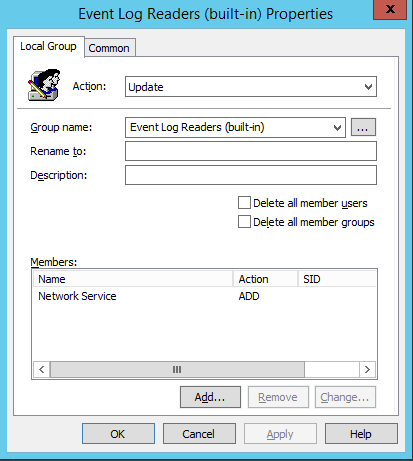 Event Log Readers (built-in) Properties
x
Local Group Common
Action: Update
Group name: Event Log Readers (built-in) ...
Rename to:
Description:
Delete all member users
Delete all member groups
Members:
Name Action SID
Network Service ADD
Add... Remove Change...
OK Cancel Apply Help